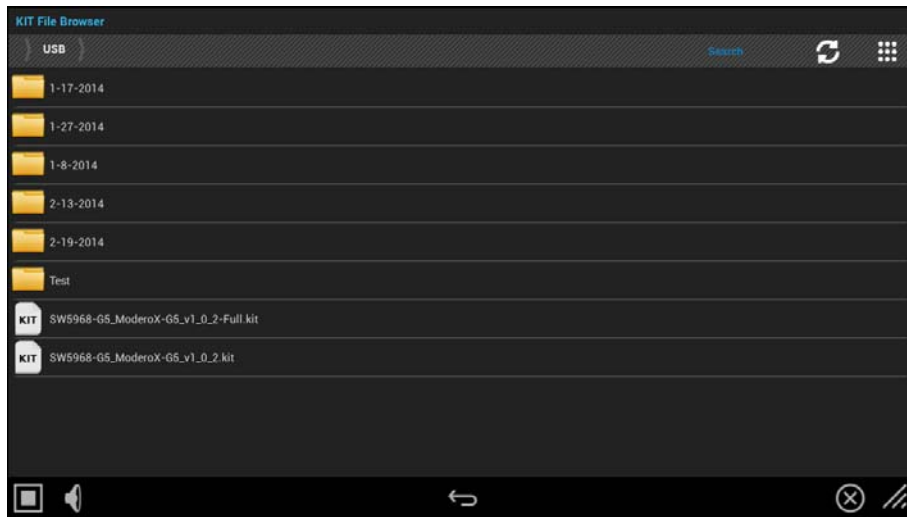 KIT File Browser
USB
Search
1-17-2014
1-27-2014
1-8-2014
2-13-2014
2-19-2014
Test
KIT SW5968-G5_ModeroX-G5_v1_0_2-Full.kit
KIT SW5968-G5_ModeroX-G5_v1_0_2.kit